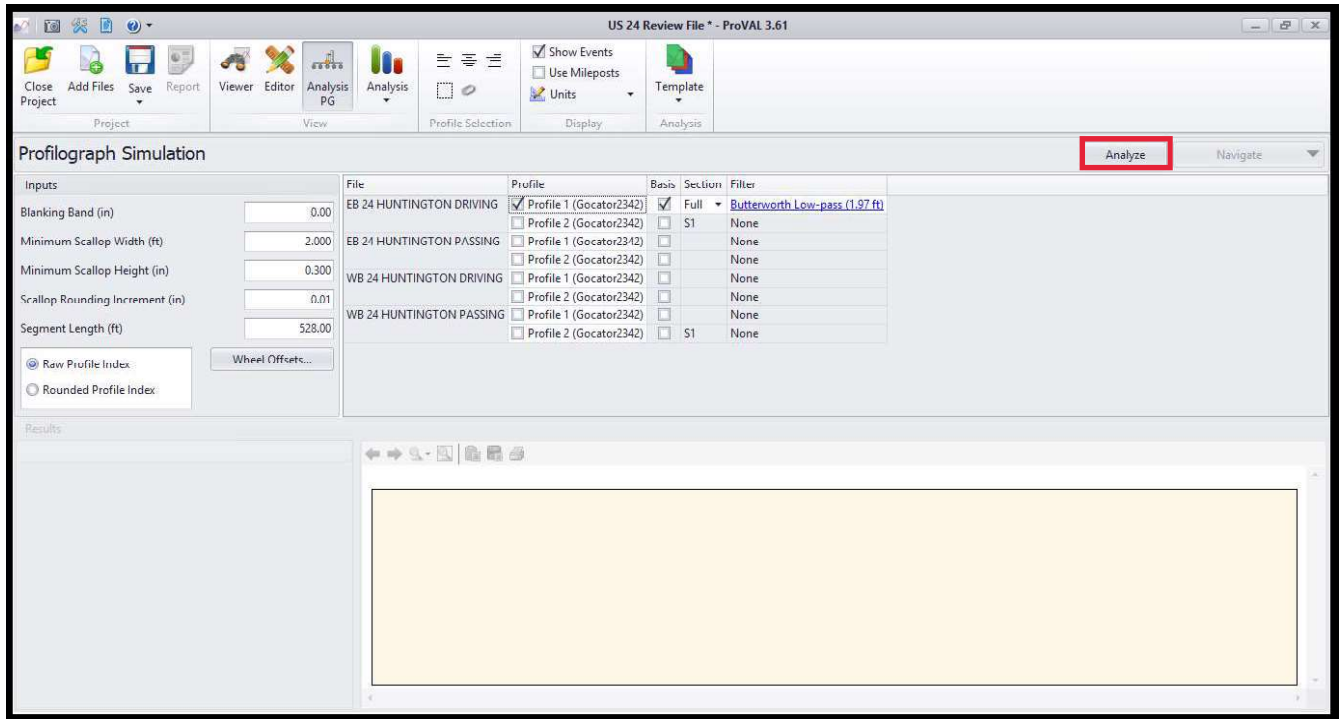 US 24 Review File * - ProVAL 3.61
Close Project
Add Files
Save
Report
Viewer
Editor
Analysis PG
Analysis
Show Events
Use Mileposts
Units
Template
Project
View
Profile Selection
Display
Analysis
Profilograph Simulation
Analyze
Navigate
Inputs
Blanking Band (in) 0.00
Minimum Scallop Width (ft) 2.000
Minimum Scallop Height (in) 0.300
Scallop Rounding Increment (in) 0.01
Segment Length (ft) 528.00
Raw Profile Index
Rounded Profile Index
Wheel Offsets...
File Profile Basis Section Filter
EB 24 HUNTINGTON DRIVING Profile 1 (Gocator2342) Full Butterworth Low-pass (1.97 ft)
Profile 2 (Gocator2342) S1 None
EB 24 HUNTINGTON PASSING Profile 1 (Gocator2342) None
Profile 2 (Gocator2342) None
WB 24 HUNTINGTON DRIVING Profile 1 (Gocator2342) None
Profile 2 (Gocator2342) None
WB 24 HUNTINGTON PASSING Profile 1 (Gocator2342) None
Profile 2 (Gocator2342) S1 None
Results